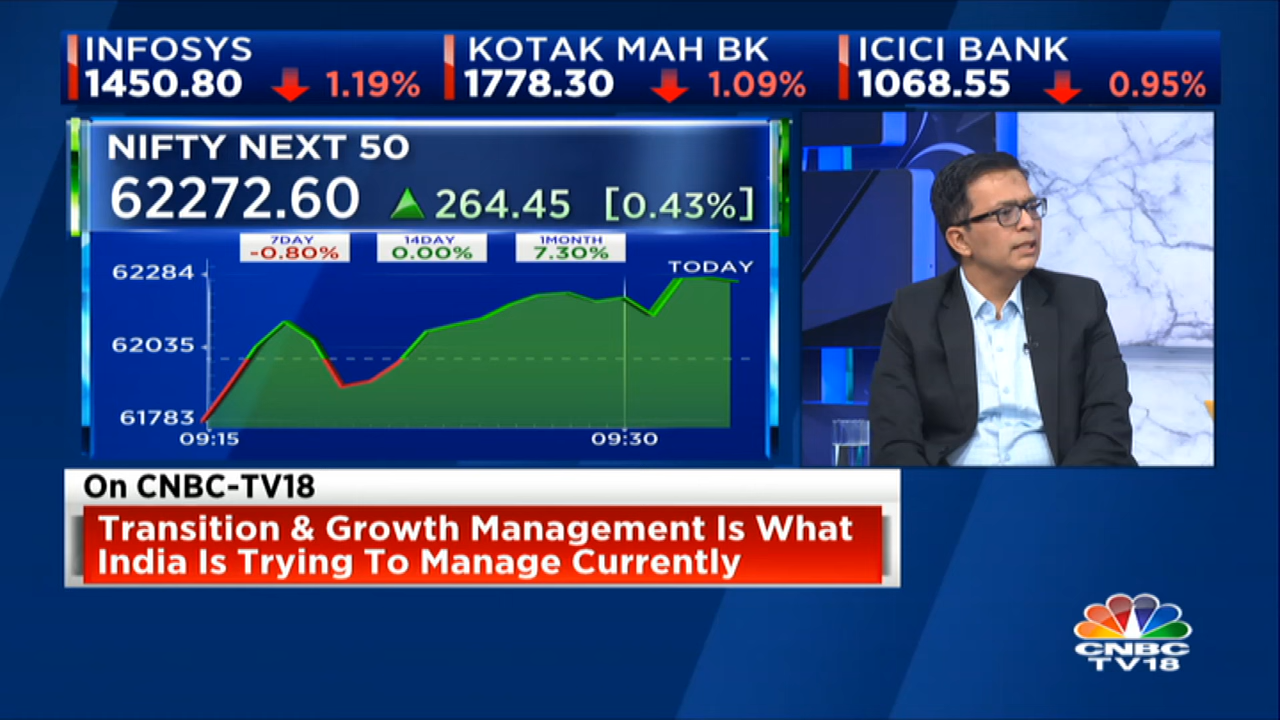 INFOSYS
1450.80 1.19%
KOTAK MAH BK
1778.30 1.09%
ICICI BANK
1068.55 0.95%
NIFTY NEXT 50
62272.60 264.45 [0.43%]
7DAY
-0.80%
14DAY
0.00%
1MONTH
7.30%
TODAY
62284
62035
61783
09:15 09:30
On CNBC-TV18
Transition & Growth Management Is What
India Is Trying To Manage Currently
CNBC
TV18